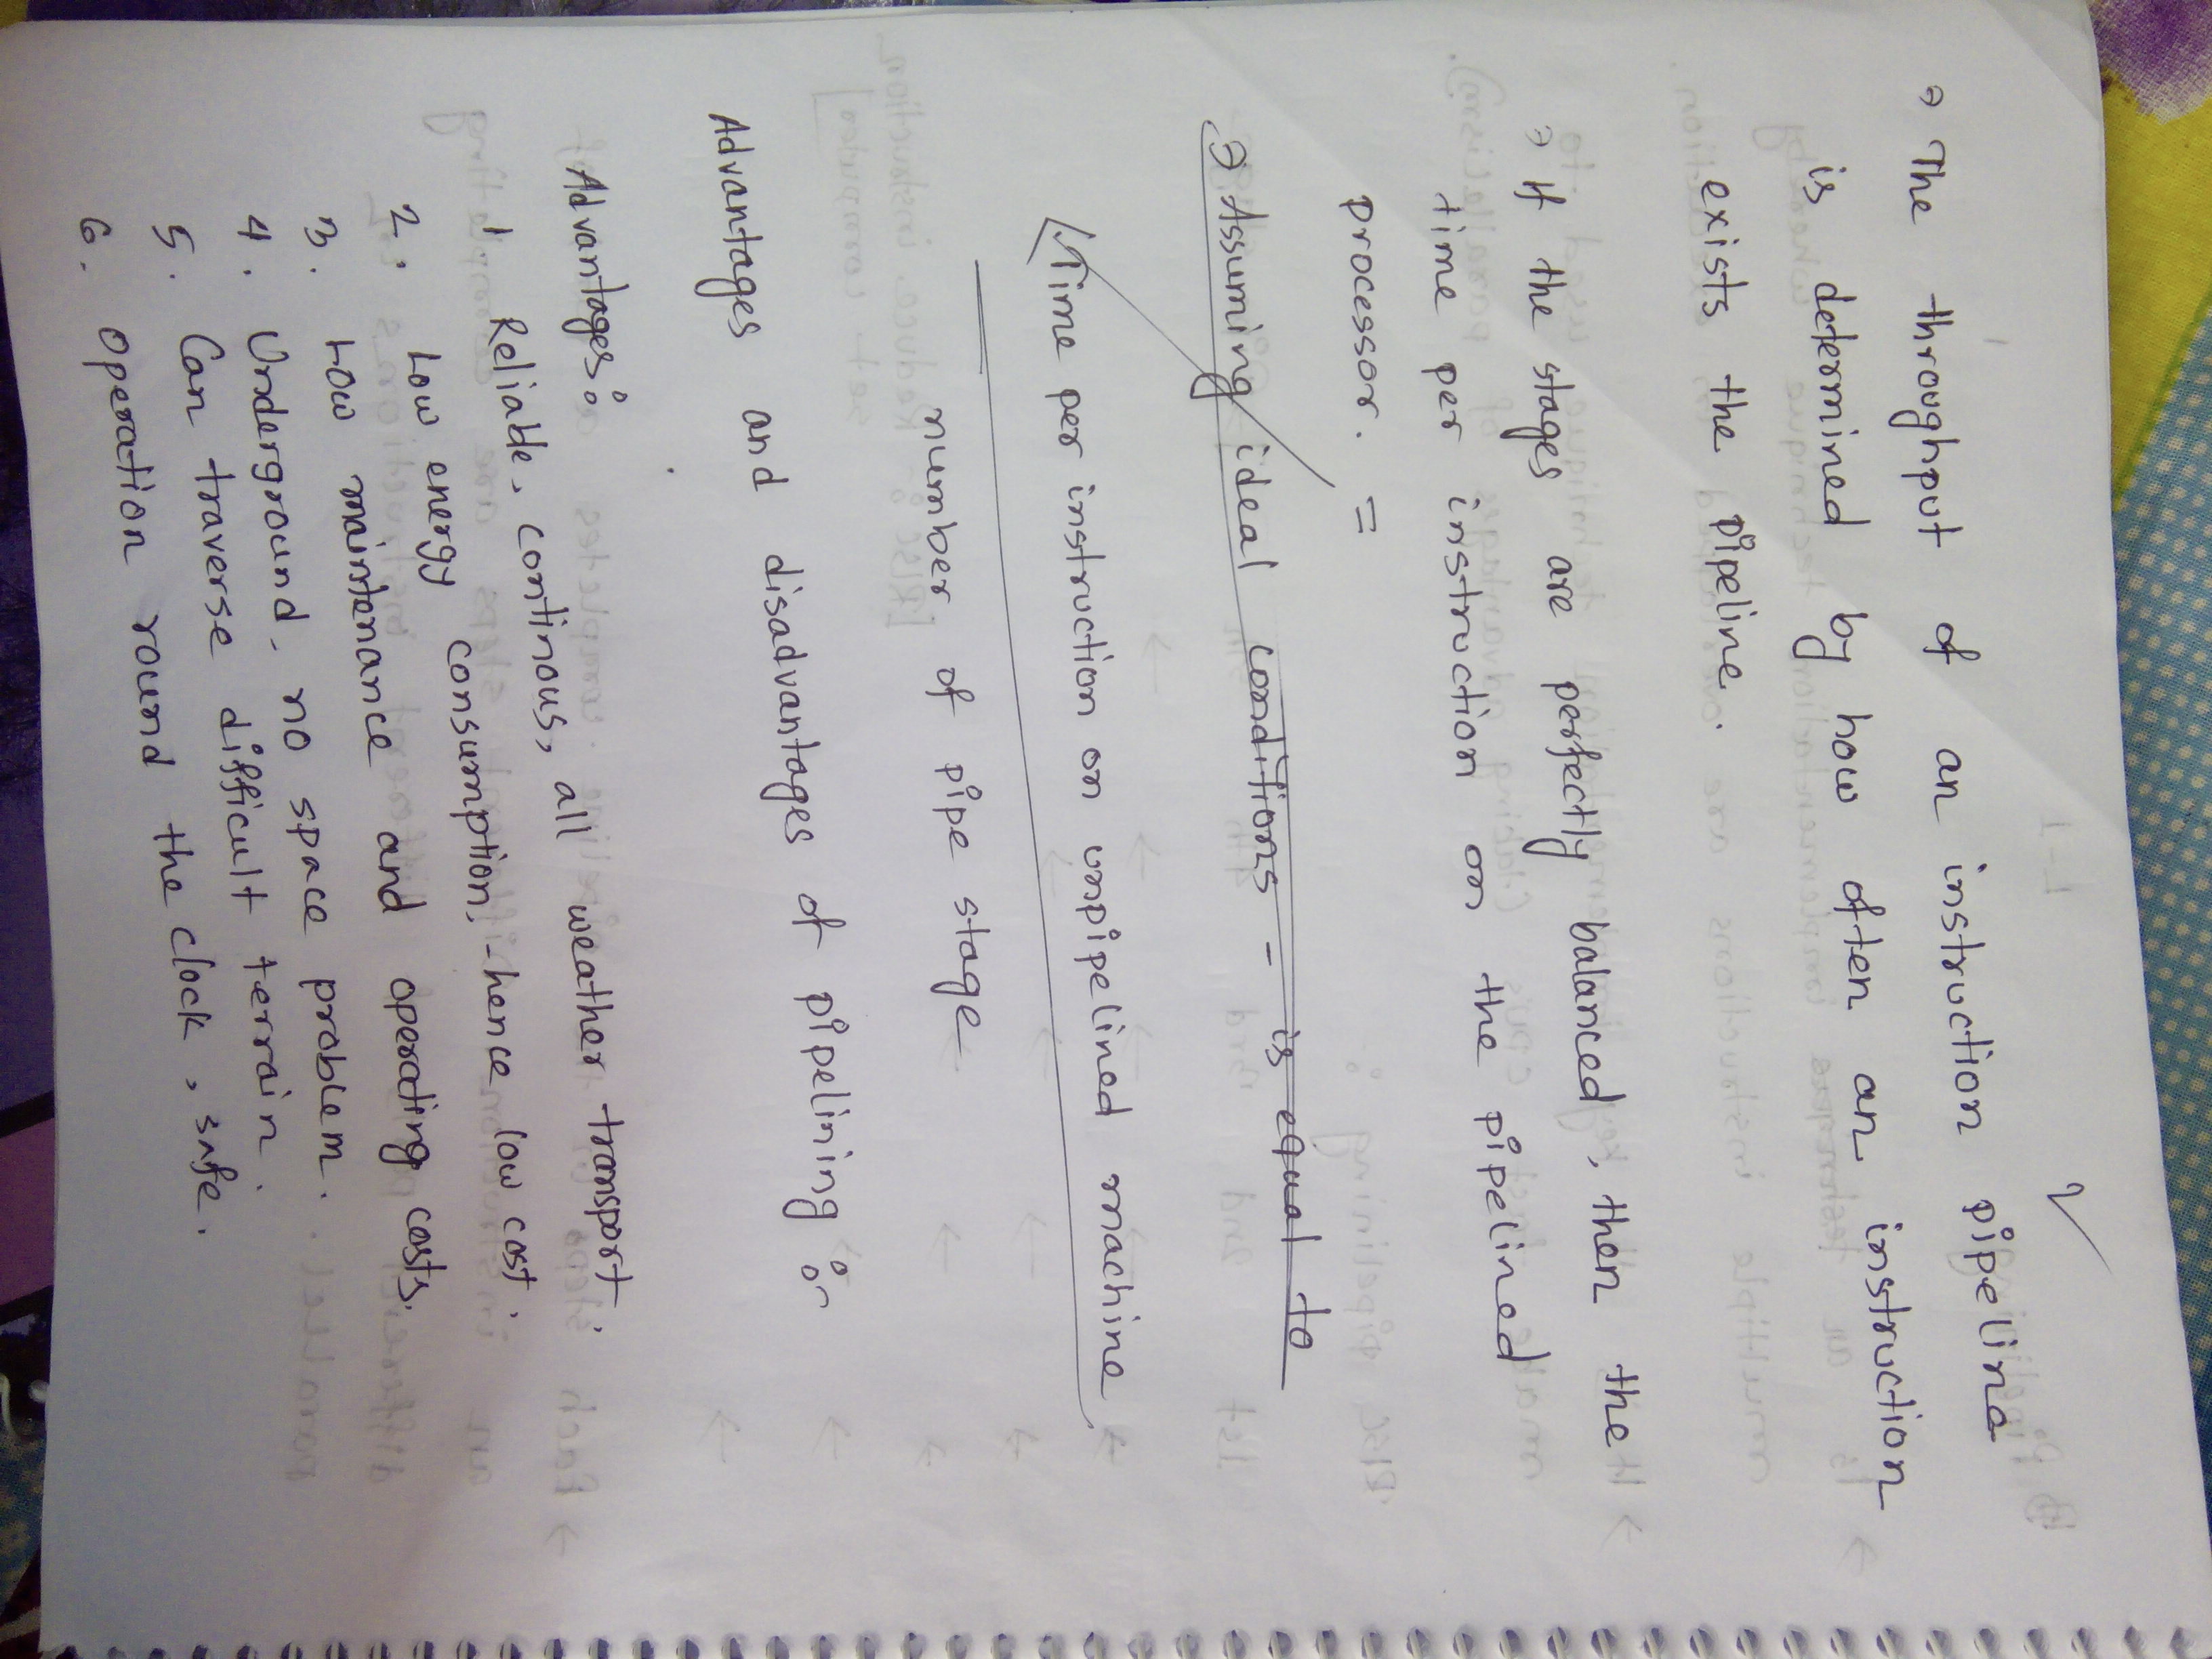 → The throughput of an instruction pipeline
is determined by how often an instruction
exists the pipeline.
→ If the stages are perfectly balanced, then the
time per instruction on the pipelined
processor. =
→ Assuming ideal conditions - is equal to
Time per instruction on unpipelined machine
number of pipe stage
Advantages and disadvantages of pipelining :-
Advantages:
1. Reliable, continous, all weather transport.
2. Low energy consumption, -hence low cost.
3. Low maintenance and operating costs.
4. Underground, no space problem.
5. Can traverse difficult terrain.
6. operation round the clock, safe.